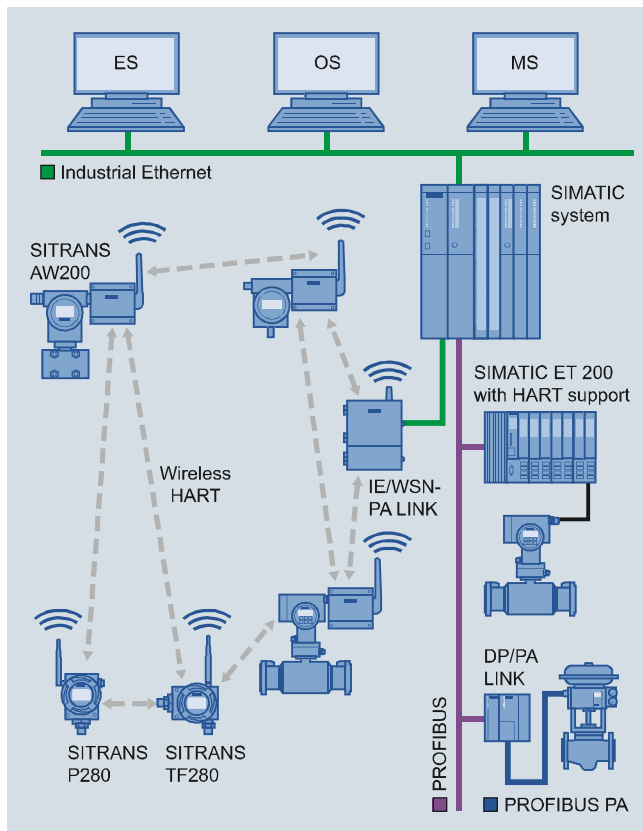 ES
OS
MS
Industrial Ethernet
SIMATIC
system
SITRANS
AW200
SIMATIC ET 200
with HART support
Wireless
HART
IE/WSN-
PA LINK
DP/PA
LINK
SITRANS
P280
SITRANS
TF280
PROFIBUS
PROFIBUS PA